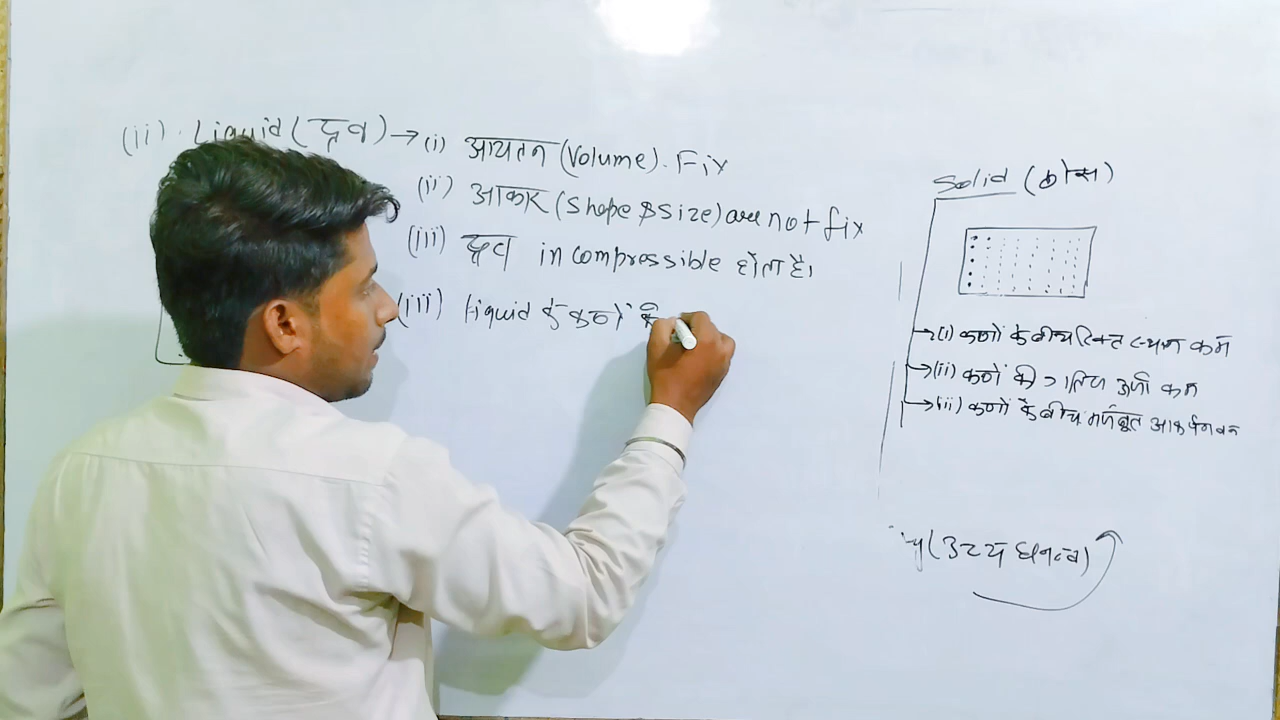 (ii). Liquid (द्रव) → (i) आयतन (Volume). Fix
(ii) आकार (Shape & Size) are not fix
(iii) द्रव incompressible होता है।
(iii) liquid के कणों
Solid (ठोस)
→ (i) कणों के बीच रिक्त स्थान कम
→ (ii) कणों की गतिज ऊर्जा कम
→ (iii) कणों के बीच मजबूत आकर्षण बल
y (उच्य घनत्व)